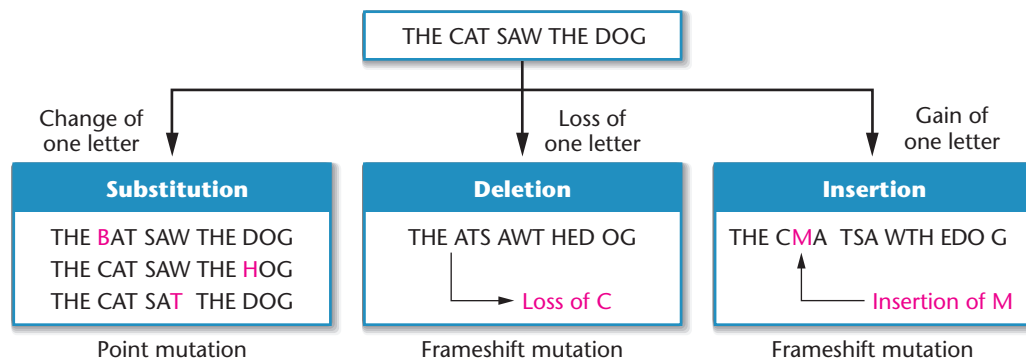 THE CAT SAW THE DOG
Change of
one letter
Loss of
one letter
Gain of
one letter
Substitution
THE BAT SAW THE DOG
THE CAT SAW THE HOG
THE CAT SAT THE DOG
Point mutation
Deletion
THE ATS AWT HED OG
Loss of C
Frameshift mutation
Insertion
THE CMA TSA WTH EDO G
Insertion of M
Frameshift mutation